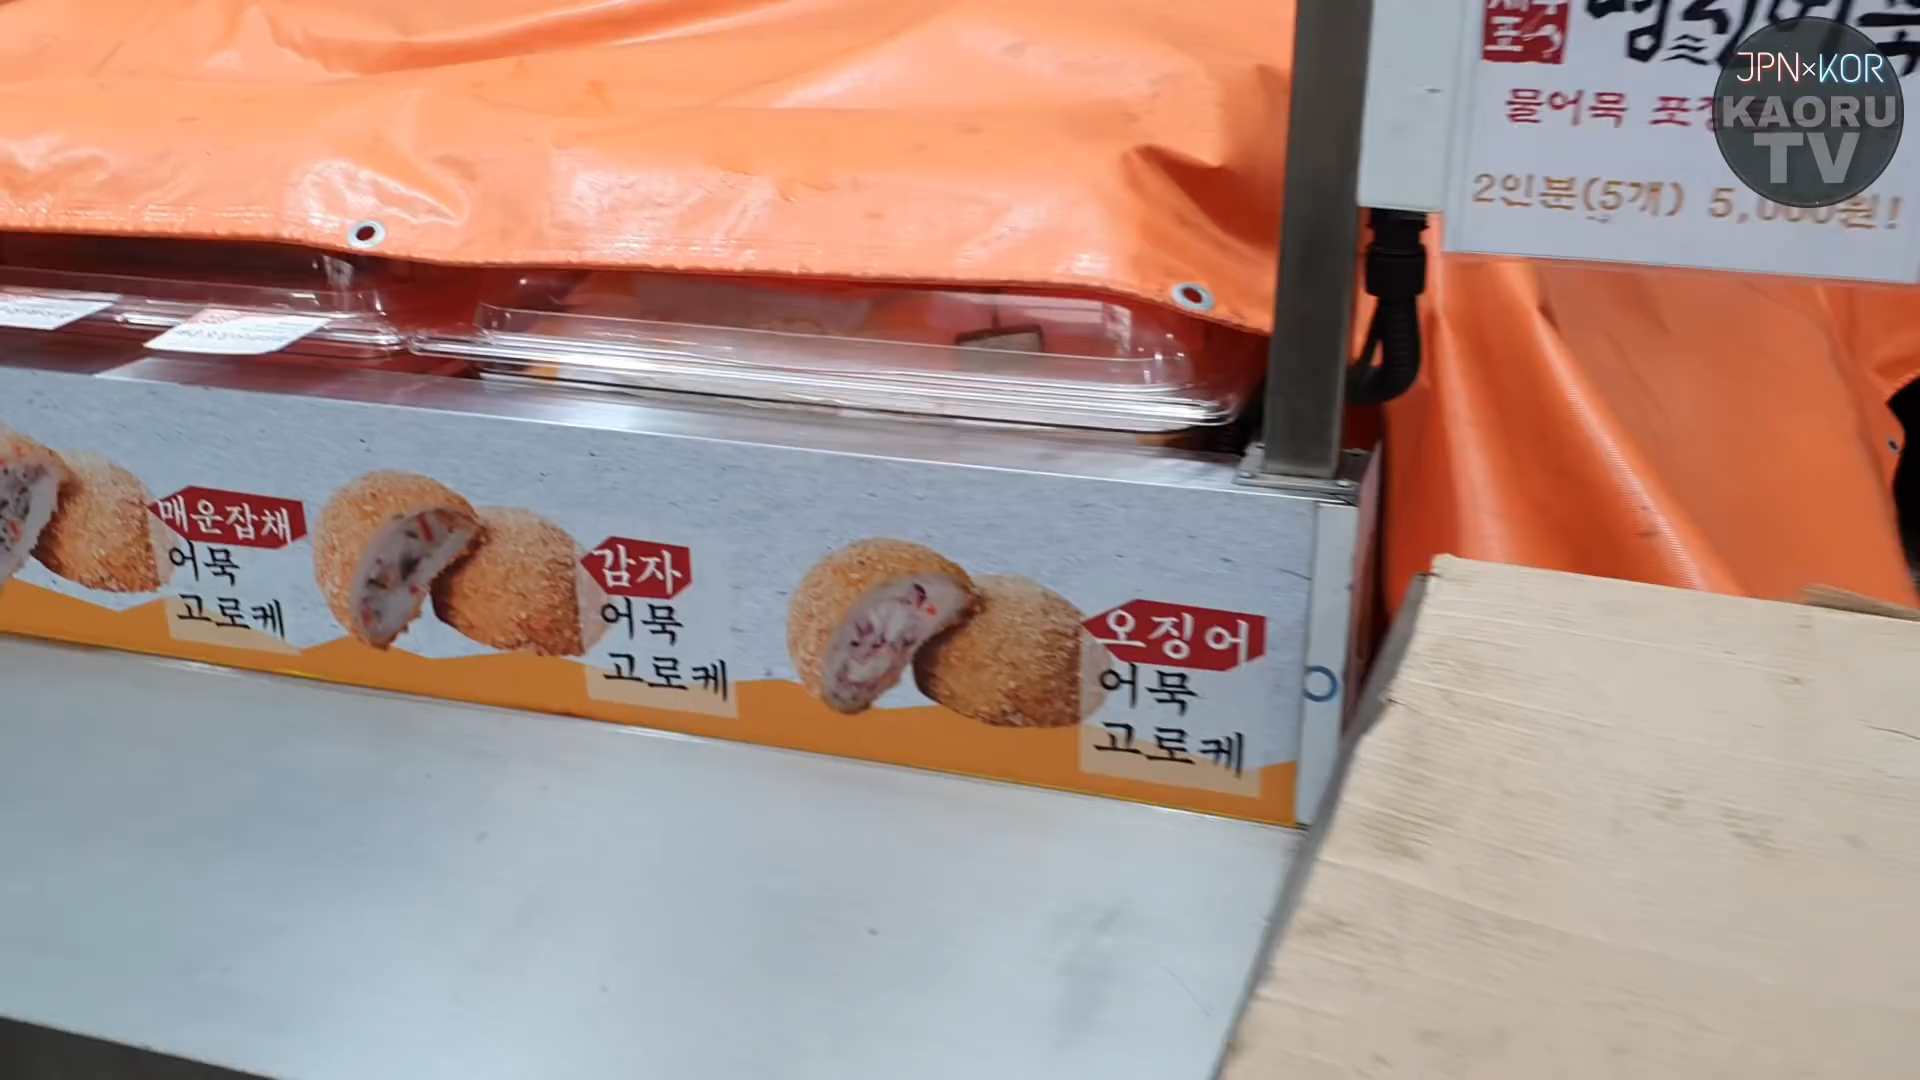 물어묵
2인분(5개) 5,000원!
JPN×KOR
KAORU
TV
매운잡채
어묵
고로케
감자
어묵
고로케
오징어
어묵
고로케